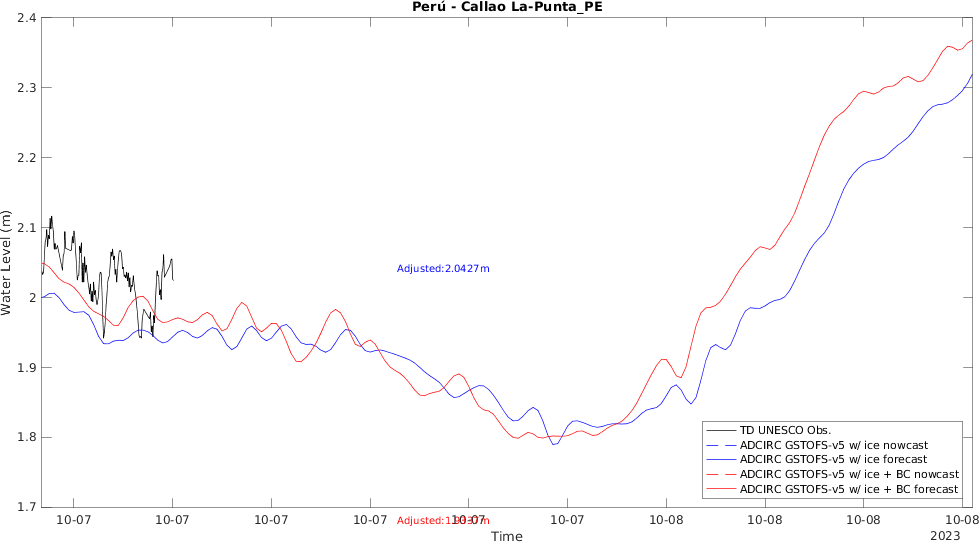 Perú - Callao La-Punta_PE
2.4
2.3
2.2
2.1
2
1.9
1.8
1.7
Water Level (m)
Adjusted:2.0427m
TD UNESCO Obs.
ADCIRC GSTOFS-v5 w/ ice nowcast
ADCIRC GSTOFS-v5 w/ ice forecast
ADCIRC GSTOFS-v5 w/ ice + BC nowcast
ADCIRC GSTOFS-v5 w/ ice + BC forecast
10-07 10-07 10-07 10-07 10-07 10-07 10-08 10-08 10-08 10-08
Time
2023